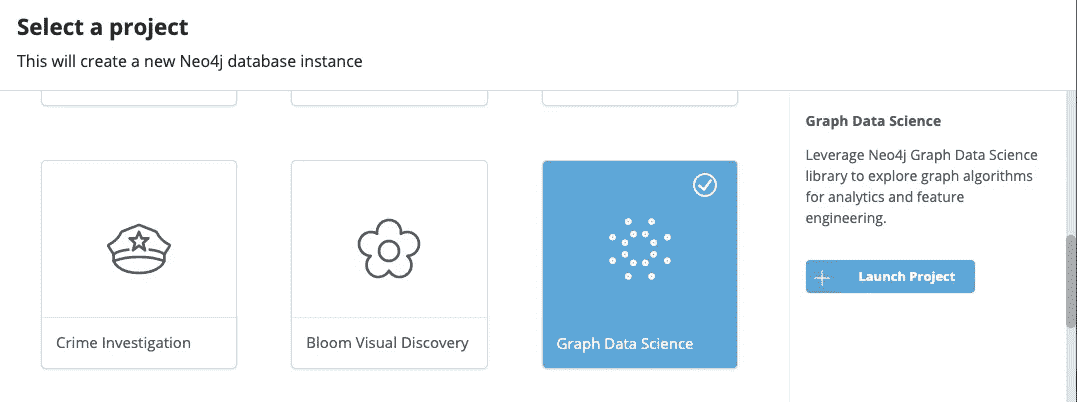 Select a project
This will create a new Neo4j database instance
Graph Data Science
Leverage Neo4j Graph Data Science
library to explore graph algorithms
for analytics and feature
engineering.
Launch Project
Crime Investigation
Bloom Visual Discovery
Graph Data Science